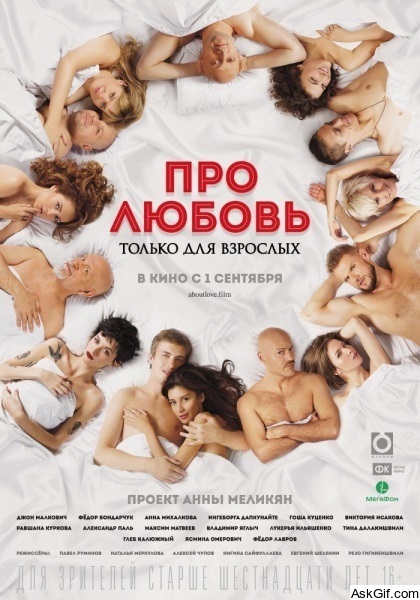 ПРО
ЛЮБОВЬ
ТОЛЬКО ДЛЯ ВЗРОСЛЫХ
В КИНО С 1 СЕНТЯБРЯ
aboutlove.film
МегаФон
ПРОЕКТ АННЫ МЕЛИКЯН
ДЖОН МАЛКОВИЧ ФЁДОР БОНДАРЧУК АННА МИХАЛКОВА ИНГЕБОРГА ДАПКУНАЙТЕ ГОША КУЦЕНКО ВИКТОРИЯ ИСАКОВА
РАВШАНА КУРКОВА АЛЕКСАНДР ПАЛЬ МАКСИМ МАТВЕЕВ ВЛАДИМИР ЯГЛЫЧ ЛУКЕРЬЯ ИЛЬЯШЕНКО ТИНА ДАЛАКИШВИЛИ
ГЛЕБ КАЛЮЖНЫЙ ЯСМИНА ОМЕРОВИЧ ФЁДОР ЛАВРОВ
РЕЖИССЁРЫ: ПАВЕЛ РУМИНОВ НАТАЛЬЯ МЕРКУЛОВА АЛЕКСЕЙ ЧУПОВ НИГИНА САЙФУЛЛАЕВА ЕВГЕНИЙ ШЕЛЯКИН РЕЗО ГИГИНЕИШВИЛИ
ДЛЯ ЗРИТЕЛЕЙ СТАРШЕ ШЕСТНАДЦАТИ ЛЕТ 16+
AskGif.com